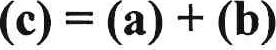 (c) = (a) + (b)